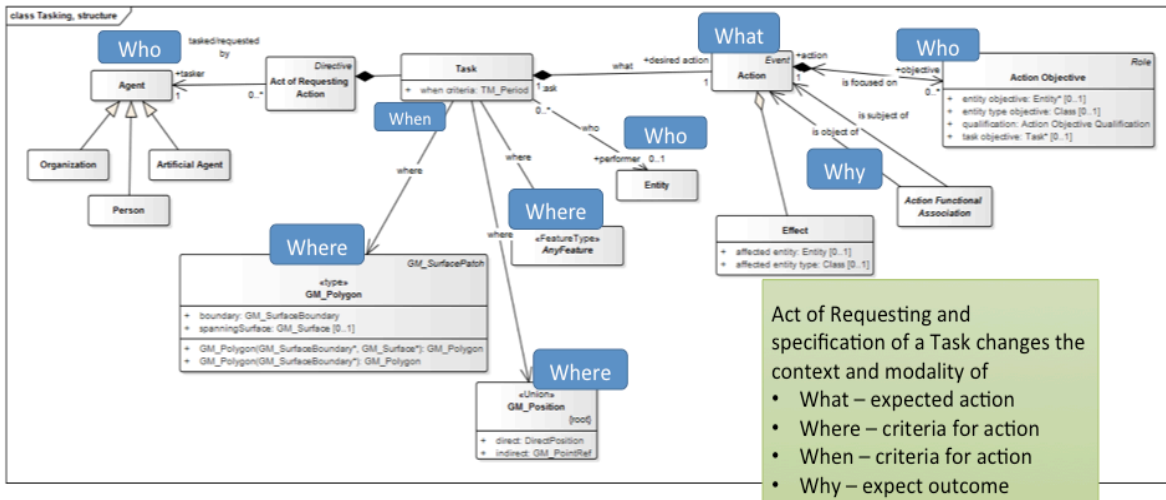 class Tasking, structure
Who
tasked/requested
by
+tasker
1
0..*
Agent
Organization
Artificial Agent
Person
Directive
Act of Requesting
Action
Task
+ when criteria: TM_Period
When
where
where
where
what
+desired action
1
1
:ask
0..*
who
+performer
0..1
Who
Entity
What
Event
Action
+action
1
is focused on
+objective
0..*
Who
Role
Action Objective
+ entity objective: Entity* [0..1]
+ entity type objective: Class [0..1]
+ qualification: Action Objective Qualification
+ task objective: Task* [0..1]
is subject of
is object of
Why
Action Functional
Association
Effect
+ affected entity: Entity [0..1]
+ affected entity type: Class [0..1]
Where
«FeatureType»
AnyFeature
Where
GM_SurfacePatch
«type»
GM_Polygon
+ boundary: GM_SurfaceBoundary
+ spanningSurface: GM_Surface [0..1]
+ GM_Polygon(GM_SurfaceBoundary*, GM_Surface*): GM_Polygon
+ GM_Polygon(GM_SurfaceBoundary*): GM_Polygon
Where
«Union»
GM_Position
{root}
+ direct: DirectPosition
+ indirect: GM_PointRef
Act of Requesting and
specification of a Task changes the
context and modality of
• What – expected action
• Where – criteria for action
• When – criteria for action
• Why – expect outcome